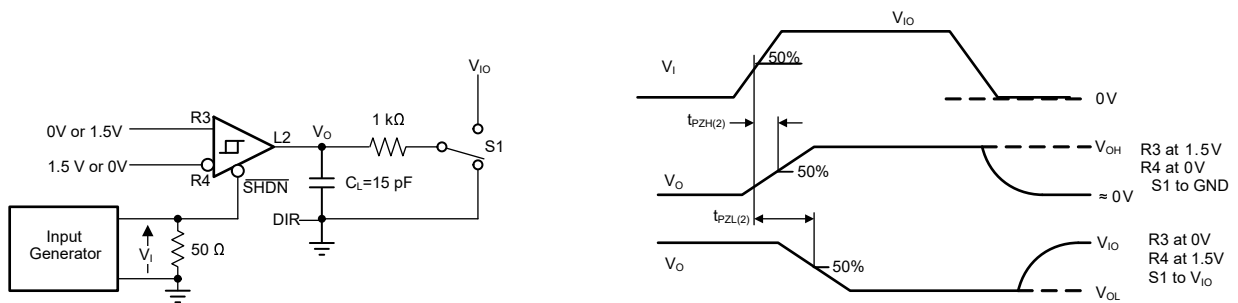 V_IO
0V or 1.5V
R3
1.5 V or 0V
R4
L2
V_O
1 kΩ
S1
SHDN
C_L=15 pF
DIR
Input
Generator
V_I
50 Ω
V_IO
V_I
50%
0V
t_PZH(2)
V_OH
R3 at 1.5V
R4 at 0V
S1 to GND
V_O
50%
≈ 0V
t_PZL(2)
V_IO
R3 at 0V
R4 at 1.5V
S1 to V_IO
V_O
50%
V_OL